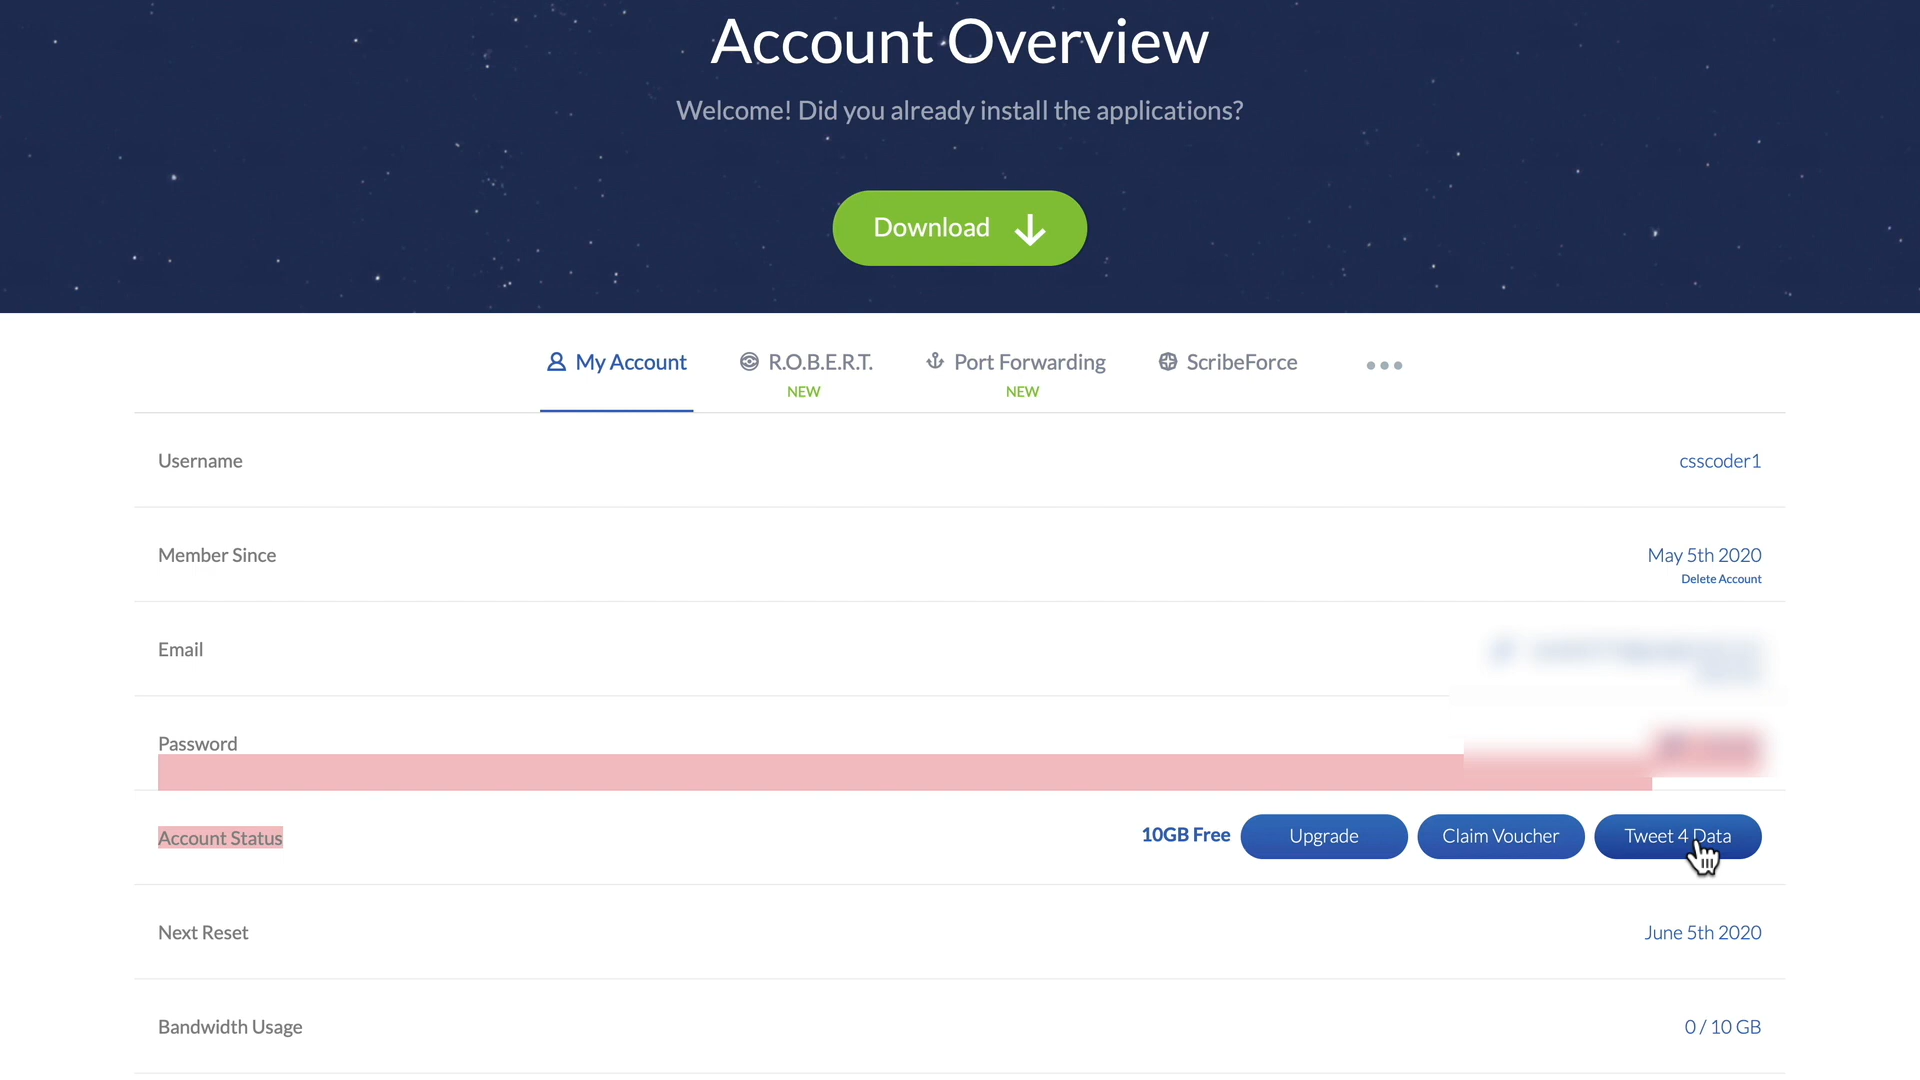 Account Overview
Welcome! Did you already install the applications?
Download
My Account
R.O.B.E.R.T.
NEW
Port Forwarding
NEW
ScribeForce
Username
csscoder1
Member Since
May 5th 2020
Delete Account
Email
Password
Account Status
10GB Free
Upgrade
Claim Voucher
Tweet 4 Data
Next Reset
June 5th 2020
Bandwidth Usage
0 / 10 GB